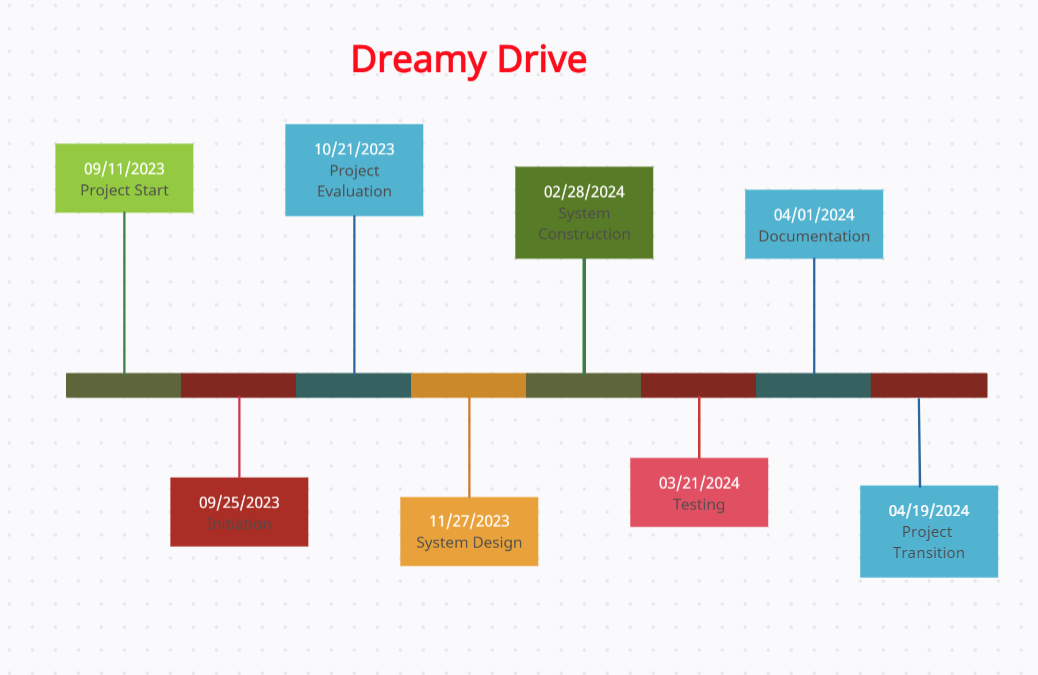 Dreamy Drive
09/11/2023
Project Start
10/21/2023
Project
Evaluation
02/28/2024
System
Construction
04/01/2024
Documentation
09/25/2023
Initiation
11/27/2023
System Design
03/21/2024
Testing
04/19/2024
Project
Transition